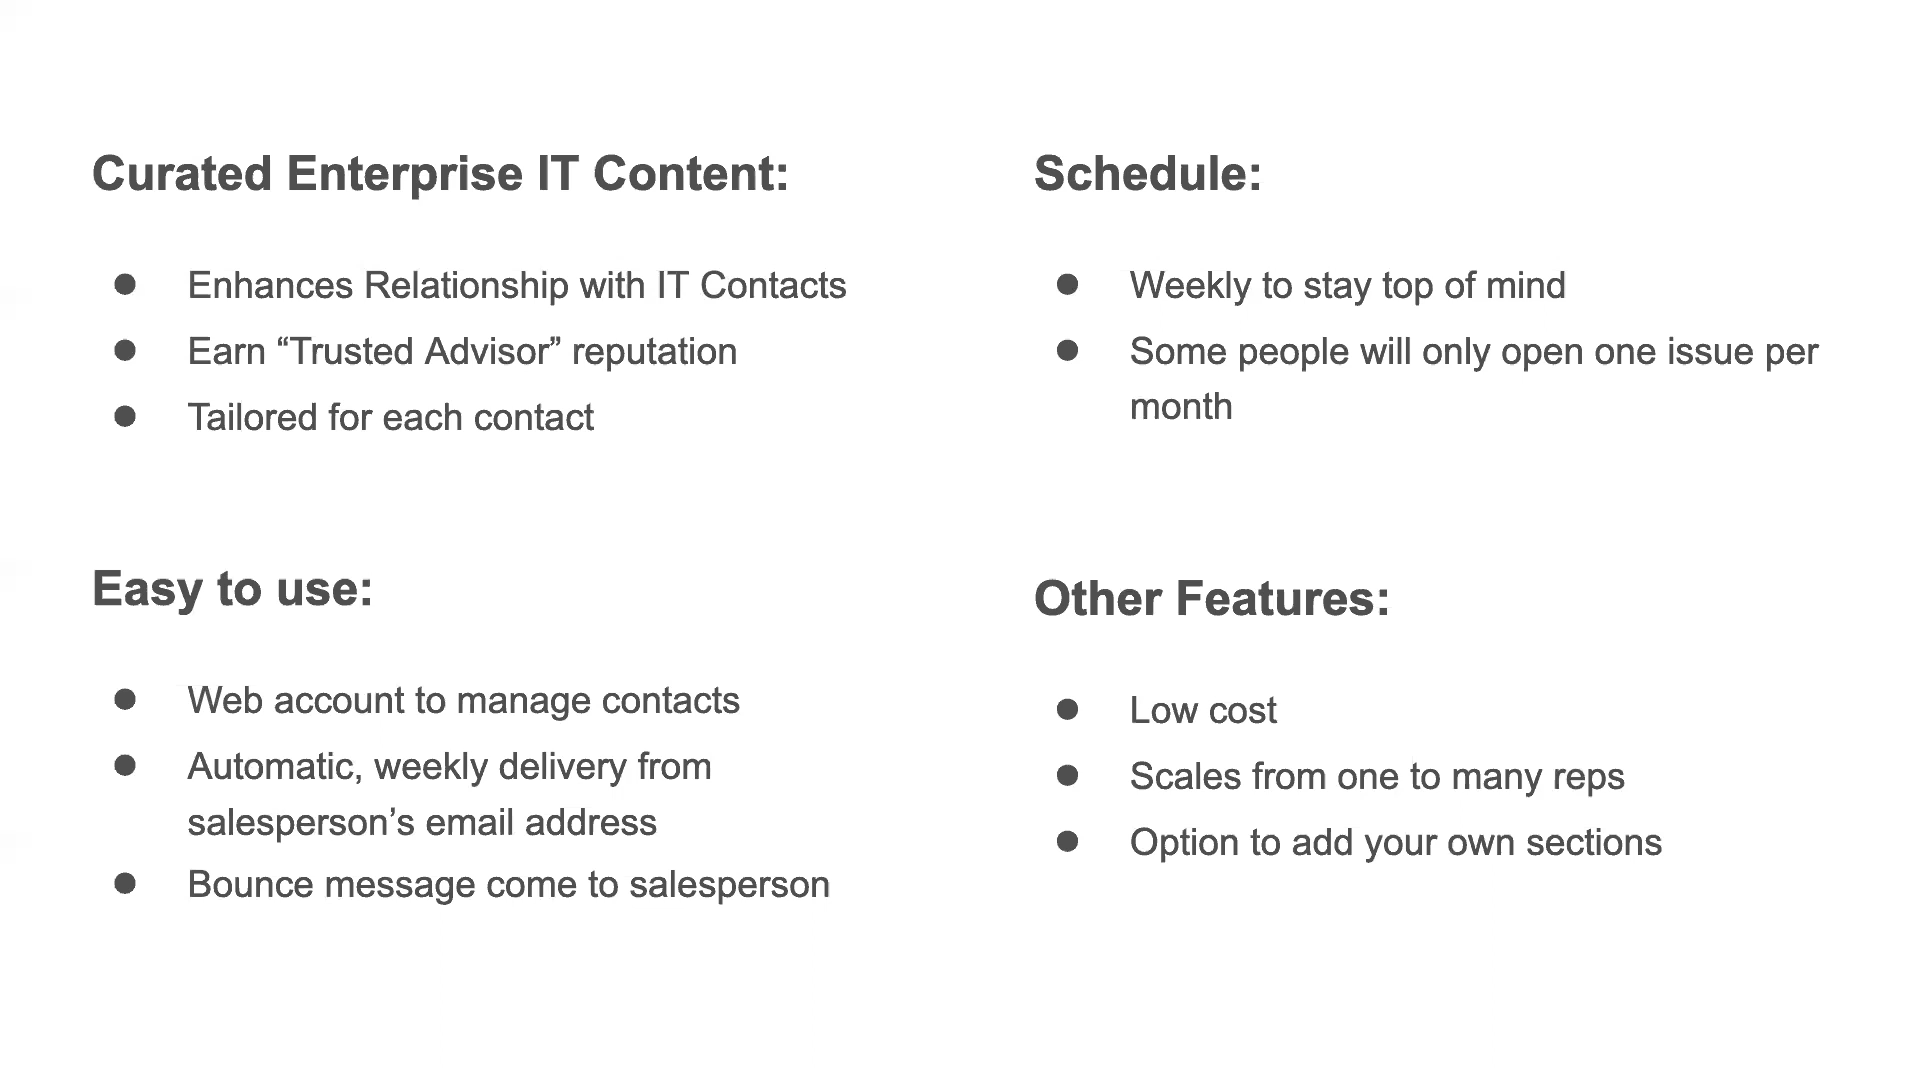 Curated Enterprise IT Content:
● Enhances Relationship with IT Contacts
● Earn “Trusted Advisor” reputation
● Tailored for each contact
Easy to use:
● Web account to manage contacts
● Automatic, weekly delivery from
salesperson’s email address
● Bounce message come to salesperson
Schedule:
● Weekly to stay top of mind
● Some people will only open one issue per
month
Other Features:
● Low cost
● Scales from one to many reps
● Option to add your own sections